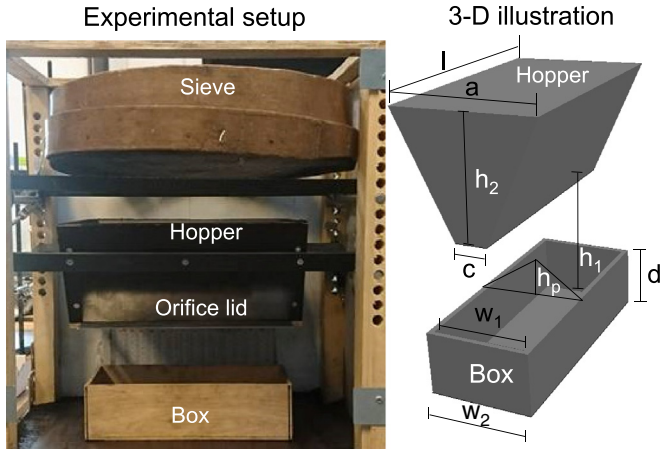 Experimental setup
3-D illustration
Sieve
Hopper
Orifice lid
Box
l
a
Hopper
h2
c
h1
hp
d
w1
Box
w2